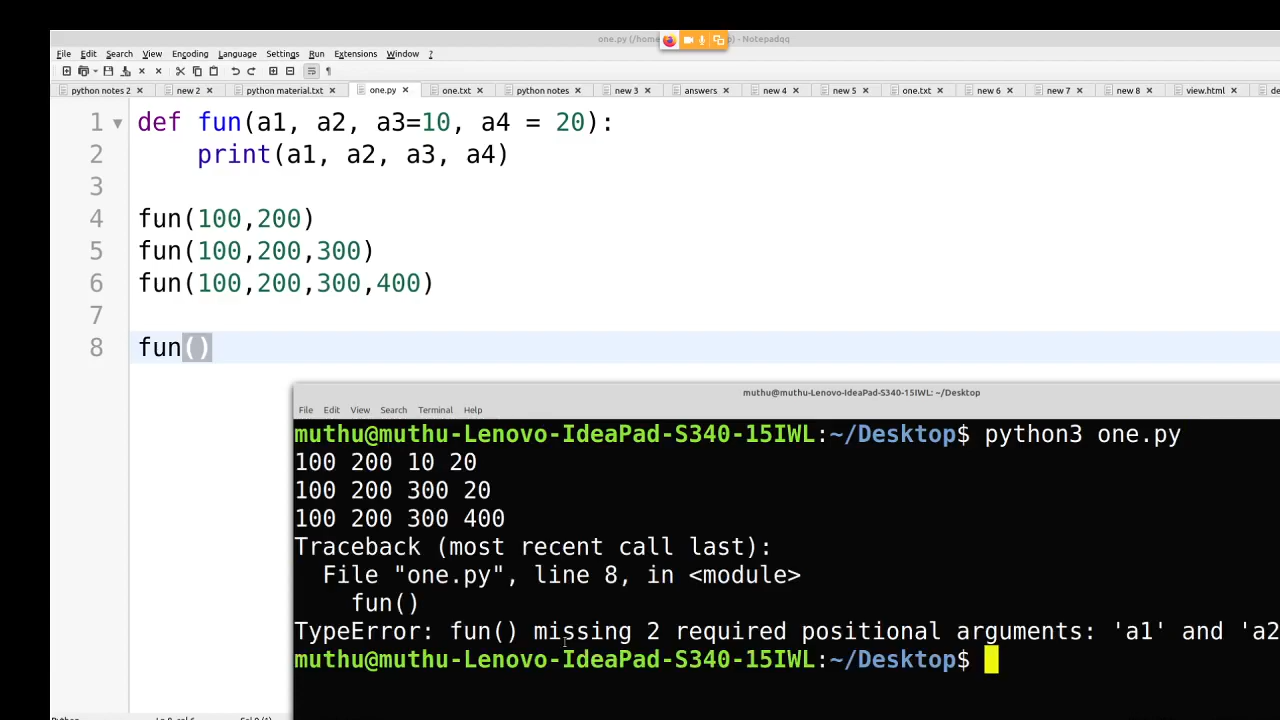 one.py (/home p) - Notepadqq
File Edit Search View Encoding Language Settings Run Extensions Window ?
python notes 2 new 2 python material.txt one.py one.txt python notes new 3 answers new 4 new 5 one.txt new 6 new 7 new 8 view.html de
1 def fun(a1, a2, a3=10, a4 = 20):
2 print(a1, a2, a3, a4)
3
4 fun(100,200)
5 fun(100,200,300)
6 fun(100,200,300,400)
7
8 fun()
muthu@muthu-Lenovo-IdeaPad-S340-15IWL: ~/Desktop
File Edit View Search Terminal Help
muthu@muthu-Lenovo-IdeaPad-S340-15IWL:~/Desktop$ python3 one.py
100 200 10 20
100 200 300 20
100 200 300 400
Traceback (most recent call last):
File "one.py", line 8, in <module>
fun()
TypeError: fun() missing 2 required positional arguments: 'a1' and 'a2
muthu@muthu-Lenovo-IdeaPad-S340-15IWL:~/Desktop$